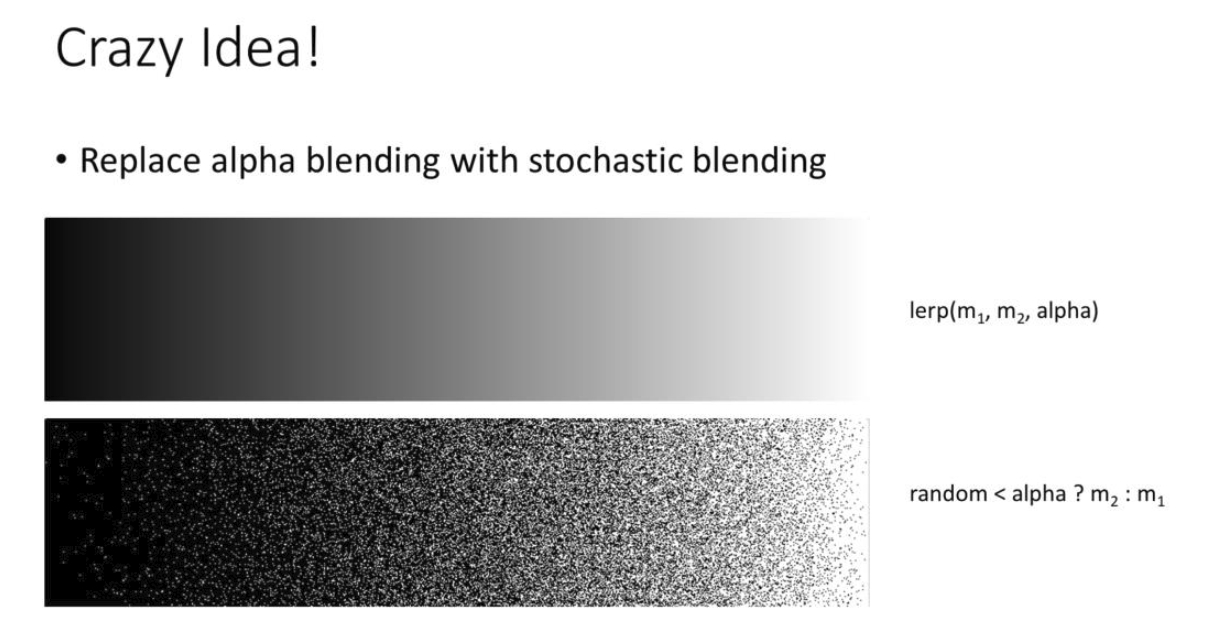 Crazy Idea!
• Replace alpha blending with stochastic blending
lerp(m₁, m₂, alpha)
random < alpha ? m₂ : m₁